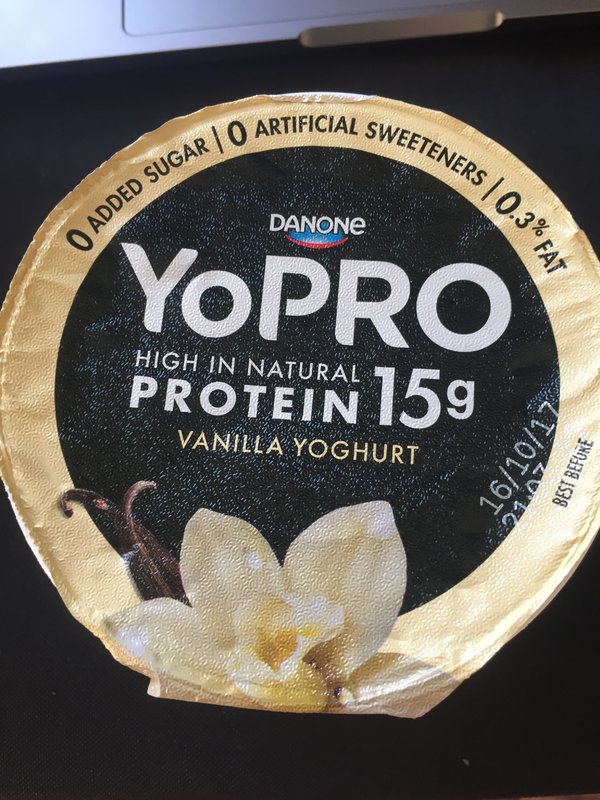 0 ADDED SUGAR | 0 ARTIFICIAL SWEETENERS | 0.3% FAT
DANONE
YoPRO
HIGH IN NATURAL
PROTEIN 15g
VANILLA YOGHURT
16/10/17
BEST BEFORE